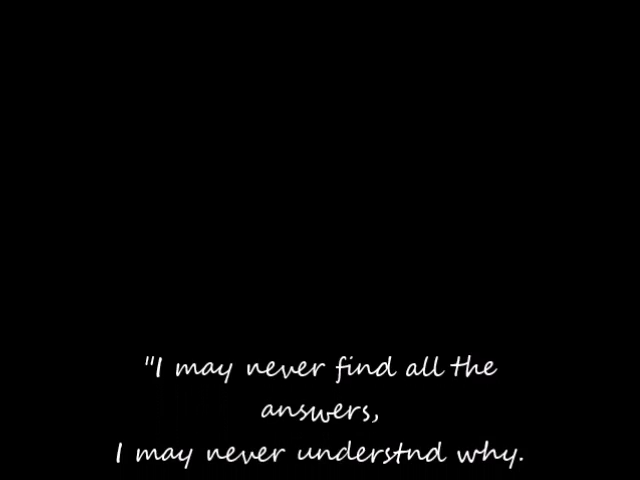 "I may never find all the
answers,
I may never understnd why.